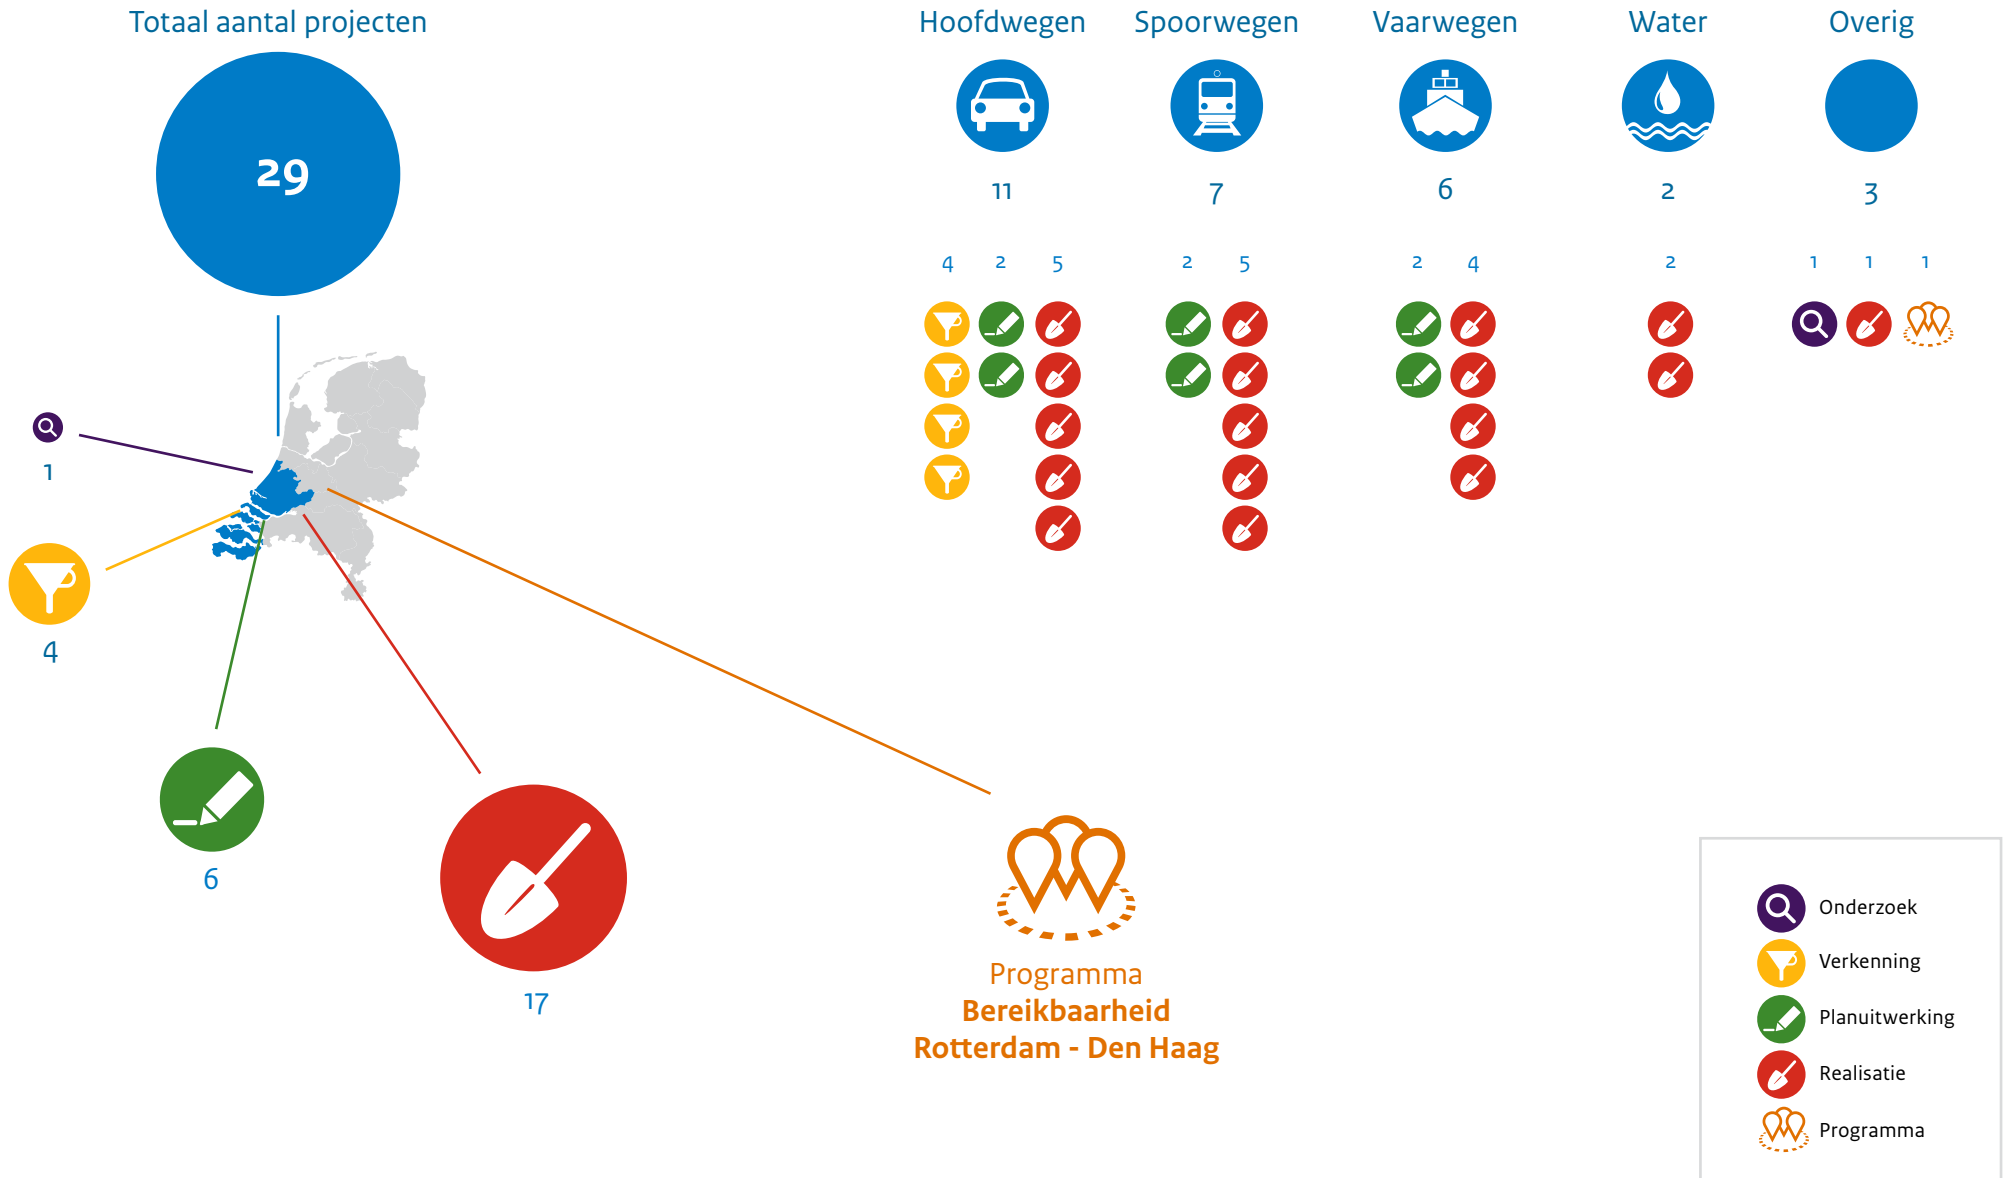 Totaal aantal projecten
29
Hoofdwegen
Spoorwegen
Vaarwegen
Water
Overig
11
7
6
2
3
4 2 5
2 5
2 4
2
1 1 1
1
4
6
17
Programma
Bereikbaarheid
Rotterdam - Den Haag
Onderzoek
Verkenning
Planuitwerking
Realisatie
Programma